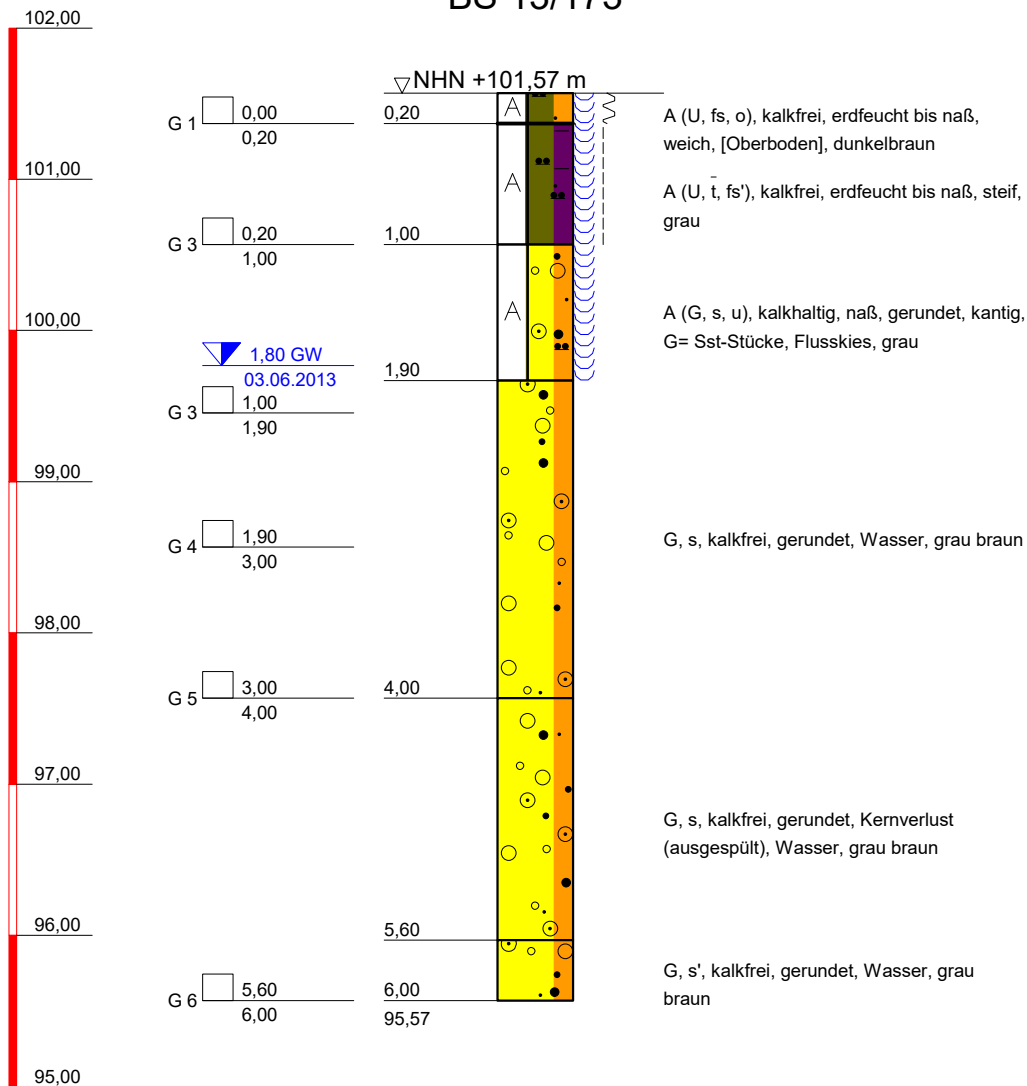 102,00
NHN +101,57 m
A
G 1
0,00
0,20
0,20
A (U, fs, o), kalkfrei, erdfeucht bis naß,
weich, [Oberboden], dunkelbraun
101,00
A
A (U, t̄, fs'), kalkfrei, erdfeucht bis naß, steif,
grau
G 3
0,20
1,00
1,00
A
A (G, s, u), kalkhaltig, naß, gerundet, kantig,
G= Sst-Stücke, Flusskies, grau
100,00
1,80 GW
03.06.2013
1,90
G 3
1,00
1,90
99,00
G 4
1,90
3,00
G, s, kalkfrei, gerundet, Wasser, grau braun
98,00
G 5
3,00
4,00
4,00
97,00
G, s, kalkfrei, gerundet, Kernverlust
(ausgespült), Wasser, grau braun
96,00
5,60
G, s', kalkfrei, gerundet, Wasser, grau
braun
G 6
5,60
6,00
6,00
95,57
95,00